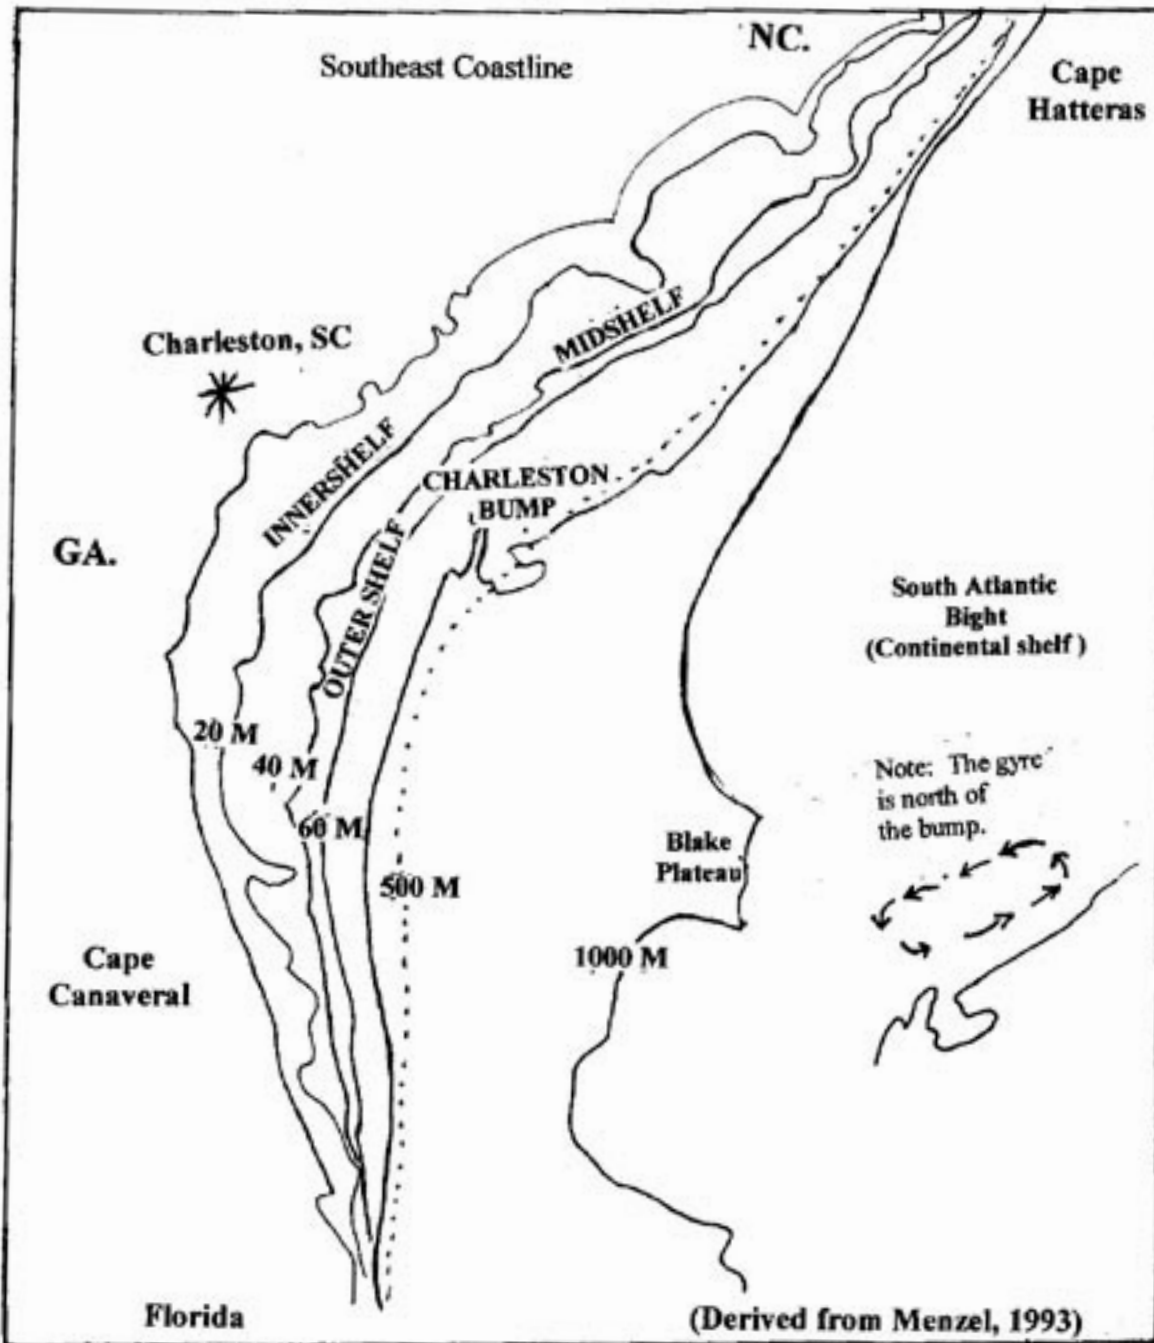 Southeast Coastline
NC.
Cape
Hatteras
Charleston, SC
MIDSHELF
INNERSHELF
CHARLESTON
BUMP
GA.
OUTER SHELF
South Atlantic
Bight
(Continental shelf )
20 M
40 M
60 M
500 M
Note: The gyre
is north of
the bump.
Blake
Plateau
1000 M
Cape
Canaveral
Florida
(Derived from Menzel, 1993)